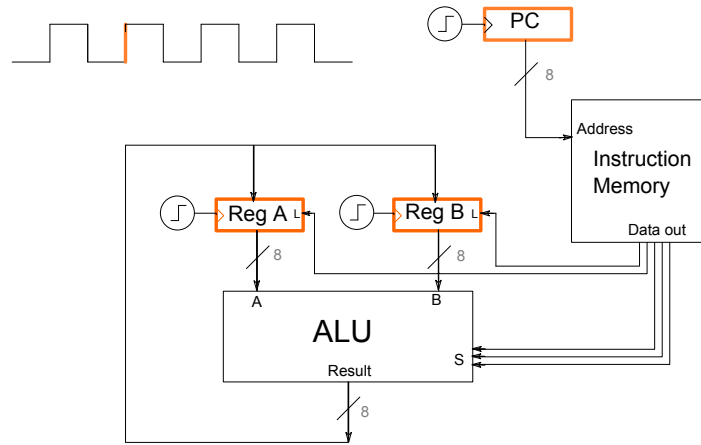 PC
8
Address
Instruction
Memory
Data out
Reg A L
Reg B L
8
8
A
B
ALU
S
Result
8